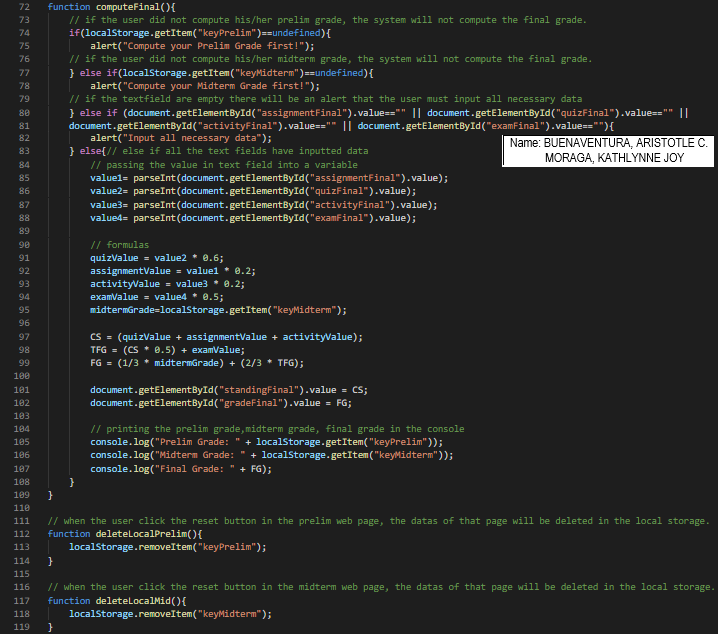 72 function computeFinal(){
73 // if the user did not compute his/her prelim grade, the system will not compute the final grade.
74 if(localStorage.getItem("keyPrelim")==undefined){
75 alert("Compute your Prelim Grade first!");
76 // if the user did not compute his/her midterm grade, the system will not compute the final grade.
77 } else if(localStorage.getItem("keyMidterm")==undefined){
78 alert("Compute your Midterm Grade first!");
79 // if the textfield are empty there will be an alert that the user must input all necessary data
80 } else if (document.getElementById("assignmentFinal").value=="" || document.getElementById("quizFinal").value=="" ||
81 document.getElementById("activityFinal").value=="" || document.getElementById("examFinal").value==""){
82 alert("Input all necessary data");
83 } else{// else if all the text fields have inputted data
Name: BUENAVENTURA, ARISTOTLE C.
MORAGA, KATHLYNNE JOY
84 // passing the value in text field into a variable
85 value1= parseInt(document.getElementById("assignmentFinal").value);
86 value2= parseInt(document.getElementById("quizFinal").value);
87 value3= parseInt(document.getElementById("activityFinal").value);
88 value4= parseInt(document.getElementById("examFinal").value);
89
90 // formulas
91 quizValue = value2 * 0.6;
92 assignmentValue = value1 * 0.2;
93 activityValue = value3 * 0.2;
94 examValue = value4 * 0.5;
95 midtermGrade=localStorage.getItem("keyMidterm");
96
97 CS = (quizValue + assignmentValue + activityValue);
98 TFG = (CS * 0.5) + examValue;
99 FG = (1/3 * midtermGrade) + (2/3 * TFG);
100
101 document.getElementById("standingFinal").value = CS;
102 document.getElementById("gradeFinal").value = FG;
103
104 // printing the prelim grade,midterm grade, final grade in the console
105 console.log("Prelim Grade: " + localStorage.getItem("keyPrelim"));
106 console.log("Midterm Grade: " + localStorage.getItem("keyMidterm"));
107 console.log("Final Grade: " + FG);
108 }
109 }
110
111 // when the user click the reset button in the prelim web page, the datas of that page will be deleted in the local storage.
112 function deleteLocalPrelim(){
113 localStorage.removeItem("keyPrelim");
114 }
115
116 // when the user click the reset button in the midterm web page, the datas of that page will be deleted in the local storage.
117 function deleteLocalMid(){
118 localStorage.removeItem("keyMidterm");
119 }